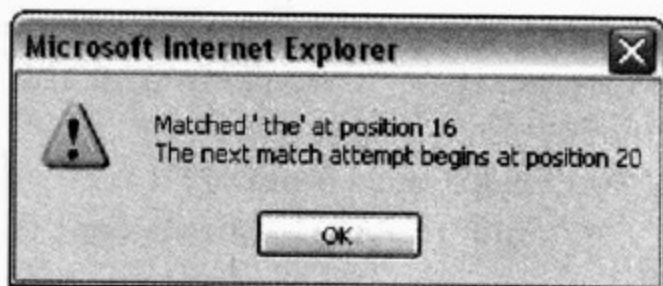 Microsoft Internet Explorer
Matched ' the' at position 16
The next match attempt begins at position 20
OK